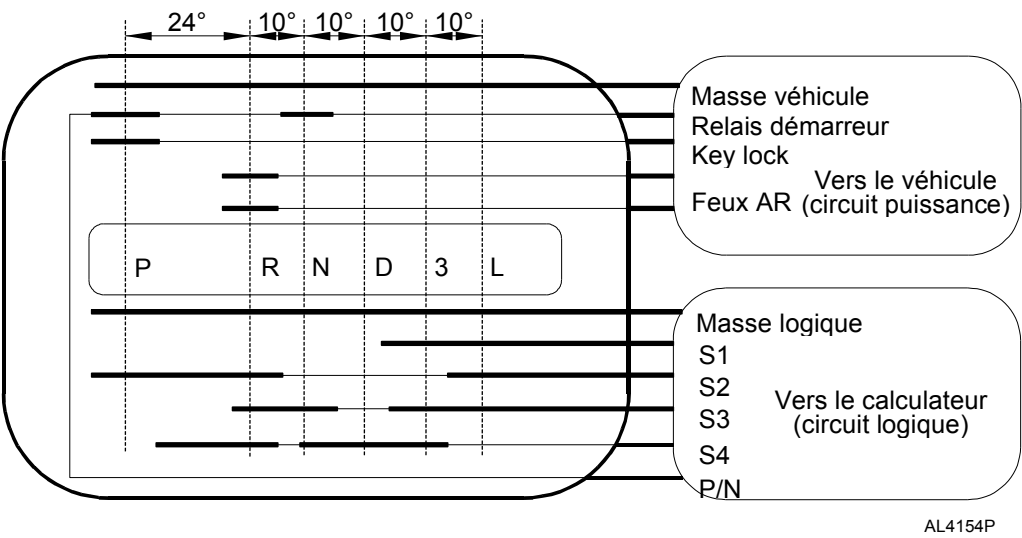 24° 10° 10° 10° 10°
Masse véhicule
Relais démarreur
Key lock
Vers le véhicule
Feux AR (circuit puissance)
P R N D 3 L
Masse logique
S1
S2
S3
Vers le calculateur
(circuit logique)
S4
P/N
AL4154P